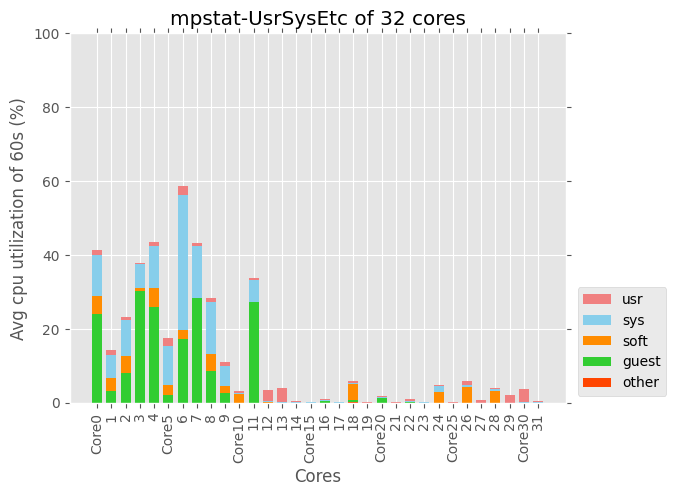 mpstat-UsrSysEtc of 32 cores
Avg cpu utilization of 60s (%)
100
80
60
40
20
0
Core0
1
2
3
4
Core5
6
7
8
9
Core10
11
12
13
14
Core15
16
17
18
19
Core20
21
22
23
24
Core25
26
27
28
29
Core30
31
Cores
usr
sys
soft
guest
other